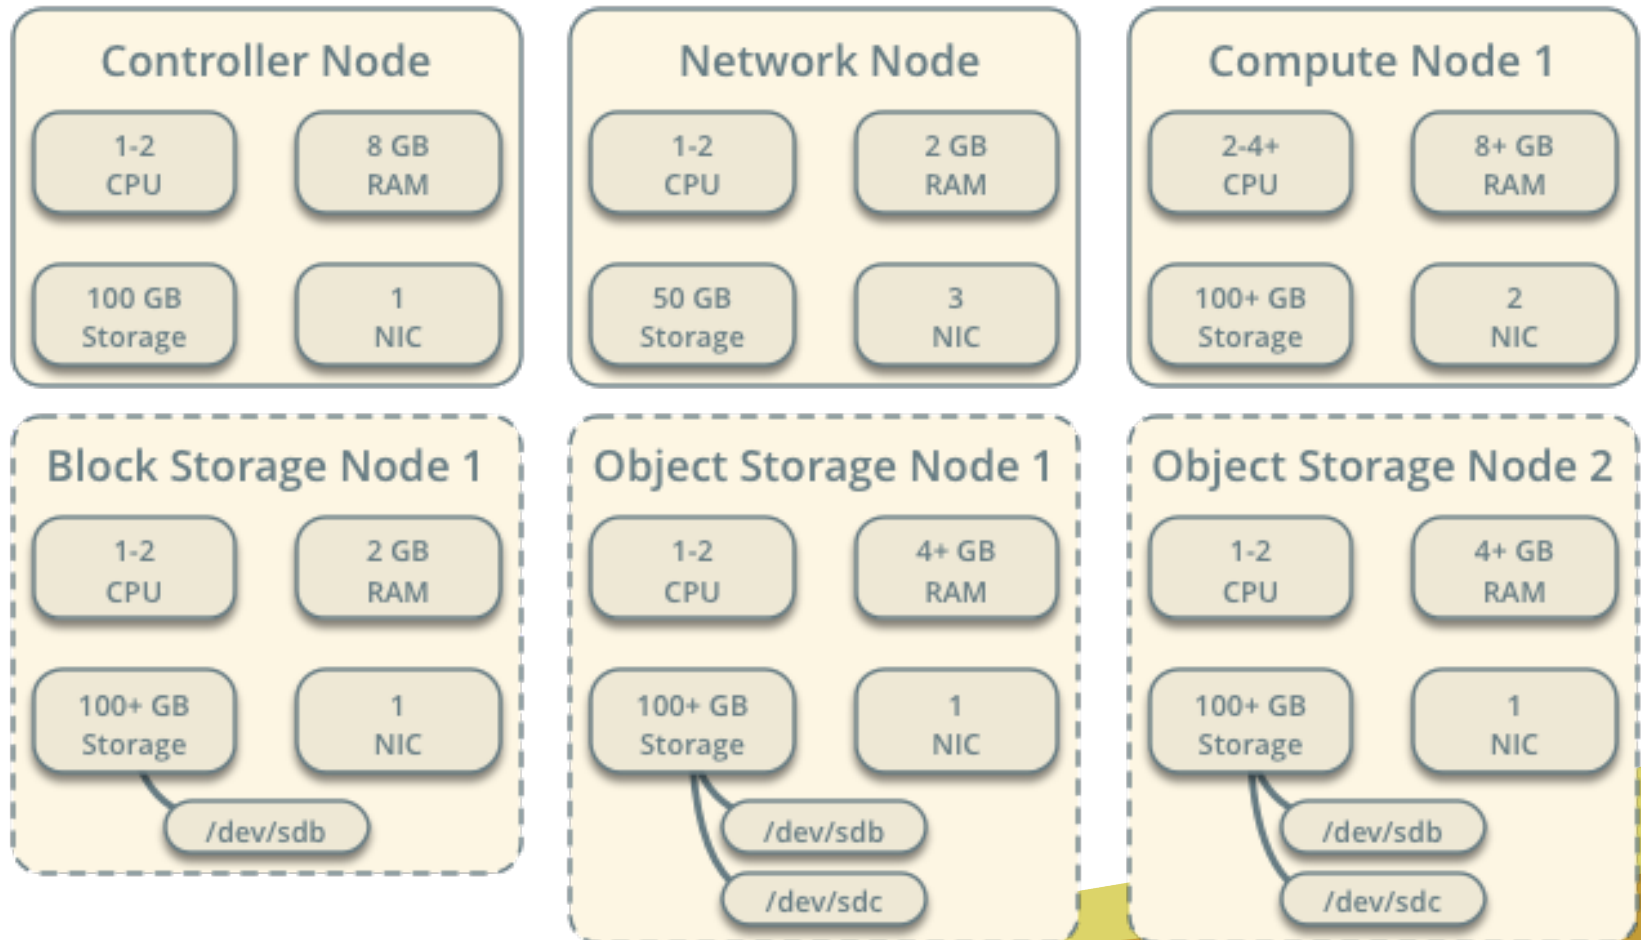 Controller Node
1-2
CPU
8 GB
RAM
100 GB
Storage
1
NIC
Network Node
1-2
CPU
2 GB
RAM
50 GB
Storage
3
NIC
Compute Node 1
2-4+
CPU
8+ GB
RAM
100+ GB
Storage
2
NIC
Block Storage Node 1
1-2
CPU
2 GB
RAM
100+ GB
Storage
1
NIC
/dev/sdb
Object Storage Node 1
1-2
CPU
4+ GB
RAM
100+ GB
Storage
1
NIC
/dev/sdb
/dev/sdc
Object Storage Node 2
1-2
CPU
4+ GB
RAM
100+ GB
Storage
1
NIC
/dev/sdb
/dev/sdc